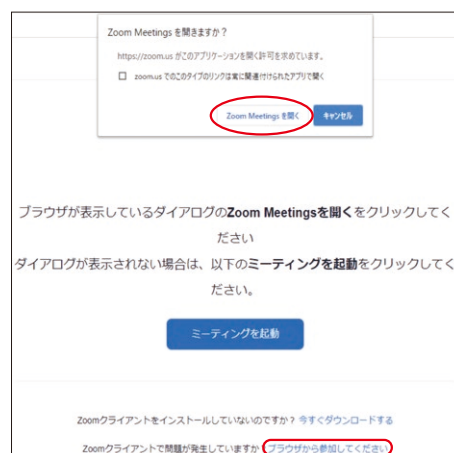 Zoom Meetings を開きますか？
https://zoom.us がこのアプリケーションを開く許可を求めています。
zoom.us でのこのタイプのリンクは常に関連付けられたアプリで開く
Zoom Meetings を開く キャンセル
ブラウザが表示しているダイアログのZoom Meetingsを開くをクリックしてく
ださい
ダイアログが表示されない場合は、以下のミーティングを起動をクリックしてく
ださい。
ミーティングを起動
Zoomクライアントをインストールしていないのですか？ 今すぐダウンロードする
Zoomクライアントで問題が発生していますか ブラウザから参加してください